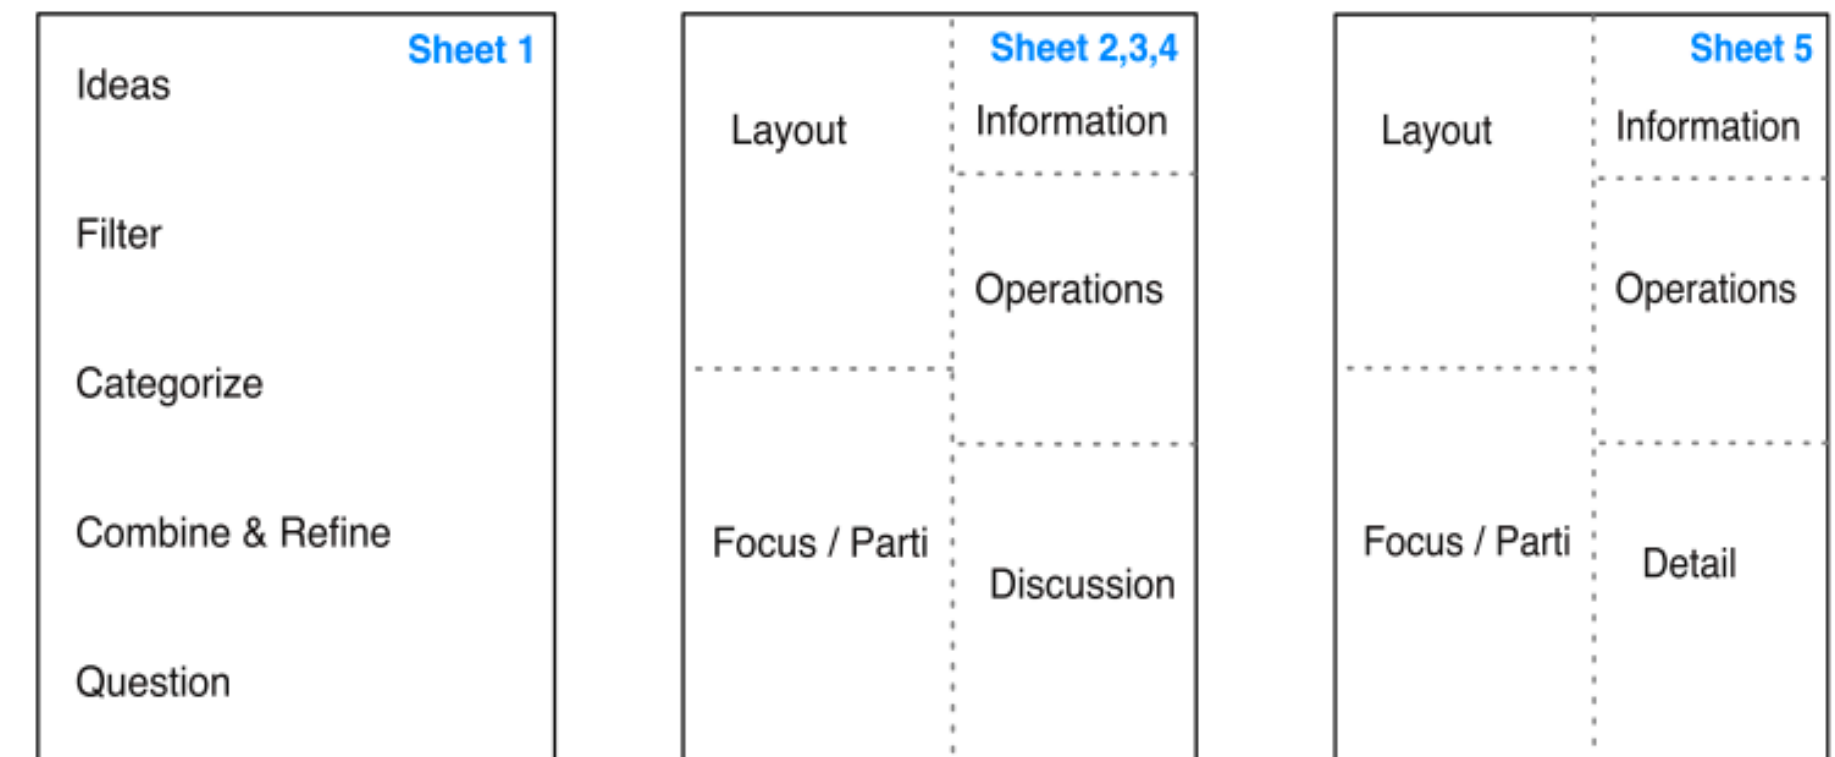 Sheet 1
Ideas
Filter
Categorize
Combine & Refine
Question
Sheet 2,3,4
Layout
Information
Operations
Focus / Parti
Discussion
Sheet 5
Layout
Information
Operations
Focus / Parti
Detail